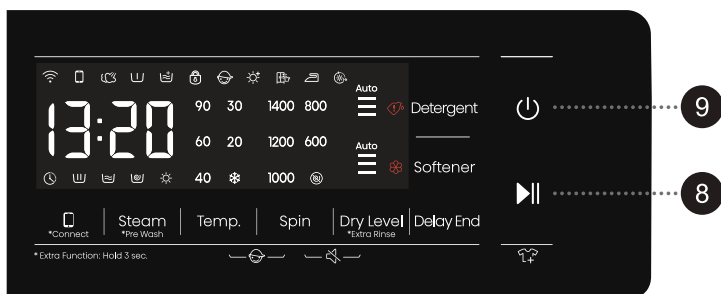 Auto
90 30 1400 800
Detergent
9
13:20
60 20 1200 600
Auto
Softener
40 1000
8
Steam Temp. Spin Dry Level Delay End
*Connect *Pre Wash *Extra Rinse
*Extra Function: Hold 3 sec.